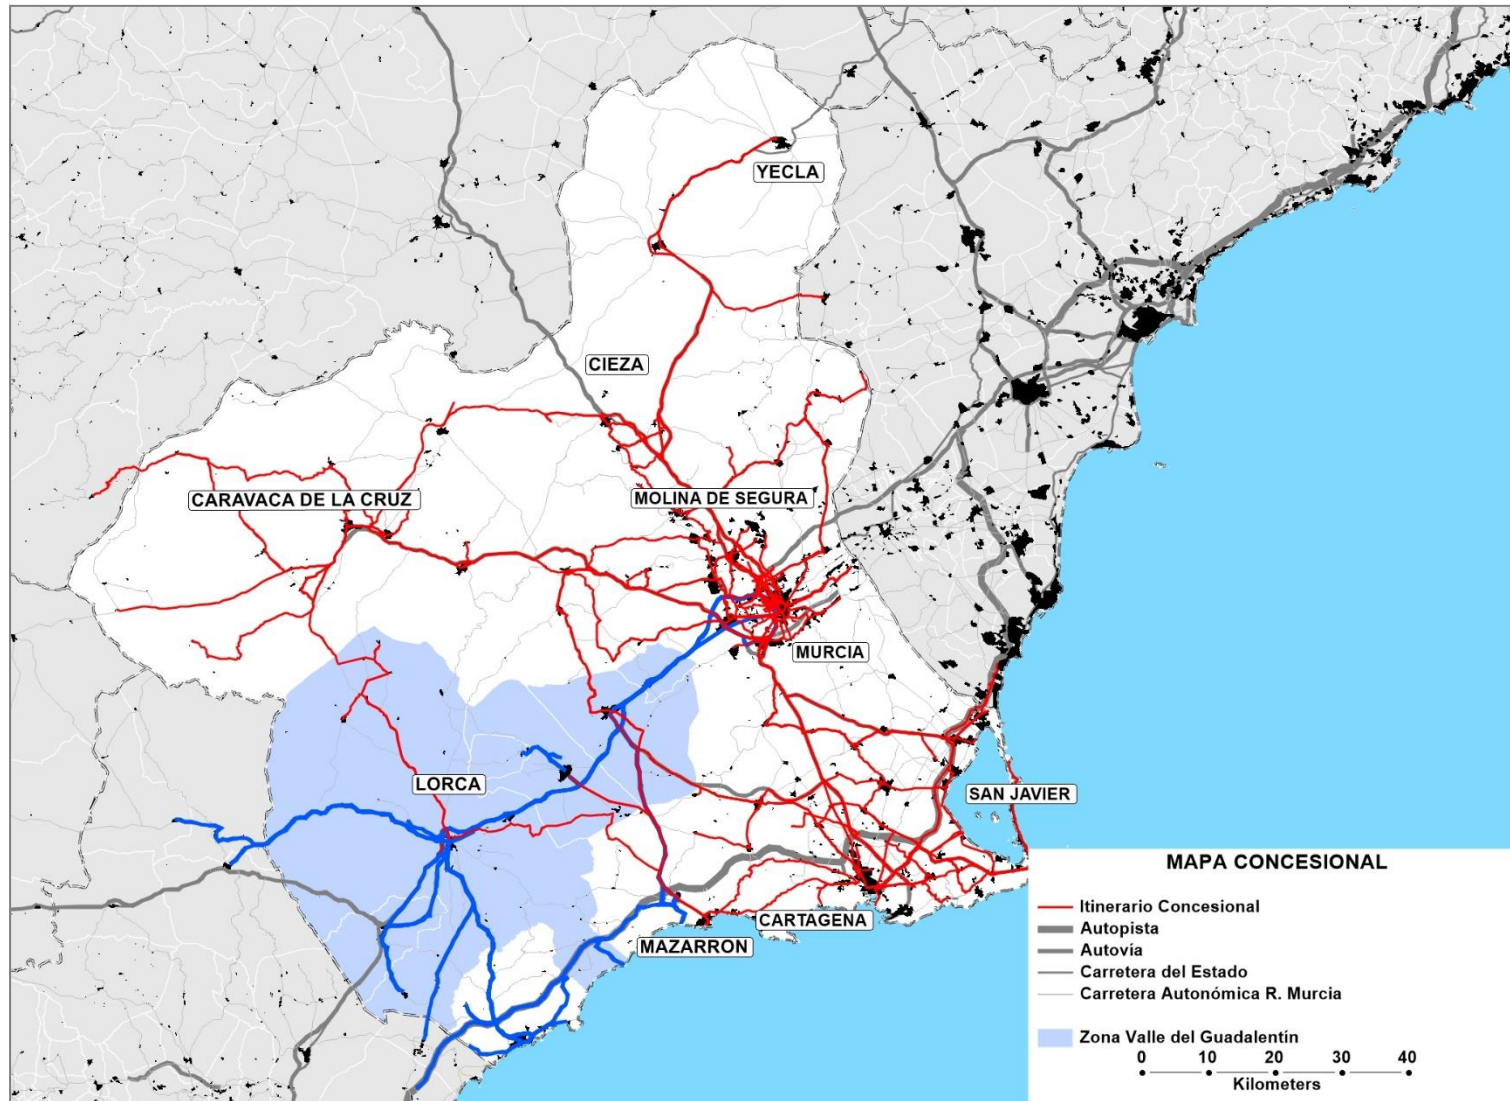 YECLA
CIEZA
CARAVACA DE LA CRUZ
MOLINA DE SEGURA
MURCIA
LORCA
SAN JAVIER
CARTAGENA
MAZARRON
MAPA CONCESIONAL
Itinerario Concesional
Autopista
Autovía
Carretera del Estado
Carretera Autonómica R. Murcia
Zona Valle del Guadalentín
0 10 20 30 40
Kilometers